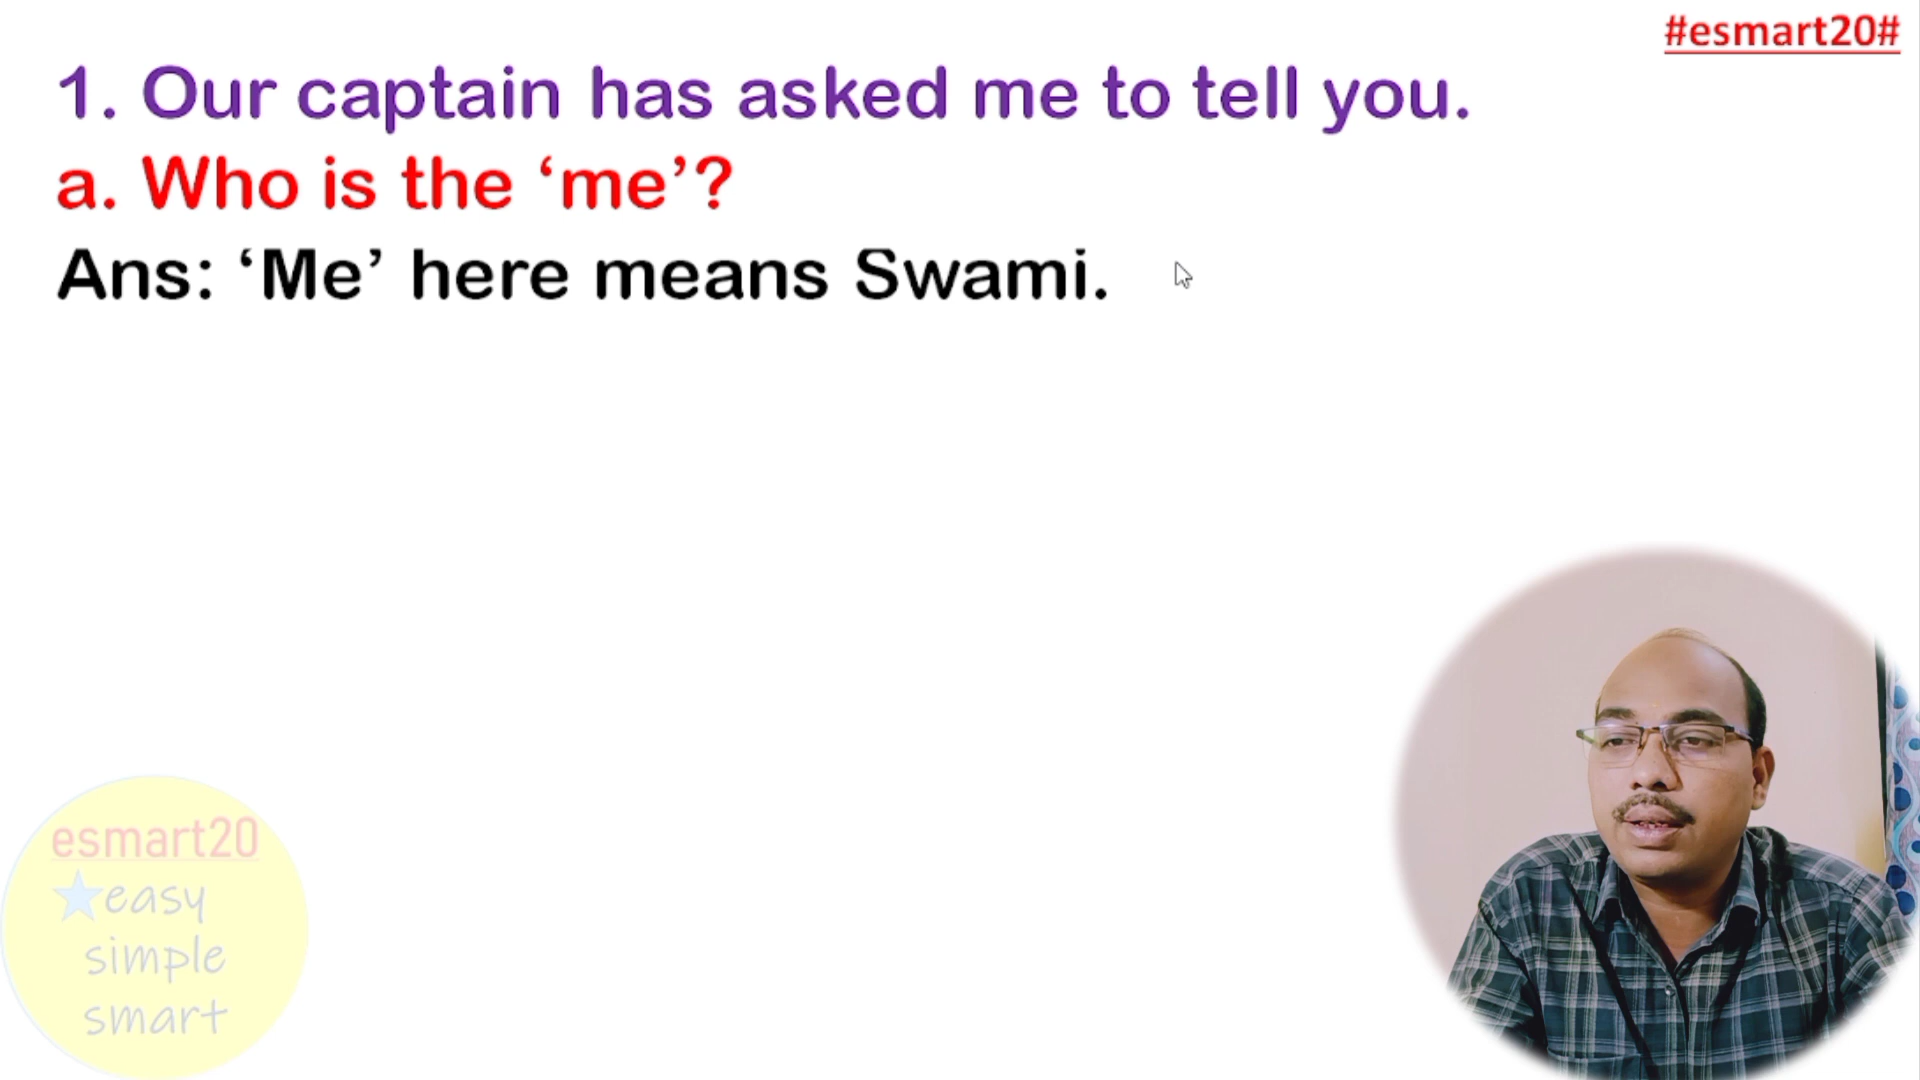 #esmart20#
1. Our captain has asked me to tell you.
a. Who is the ‘me’?
Ans: ‘Me’ here means Swami.
esmart20
easy
simple
smart